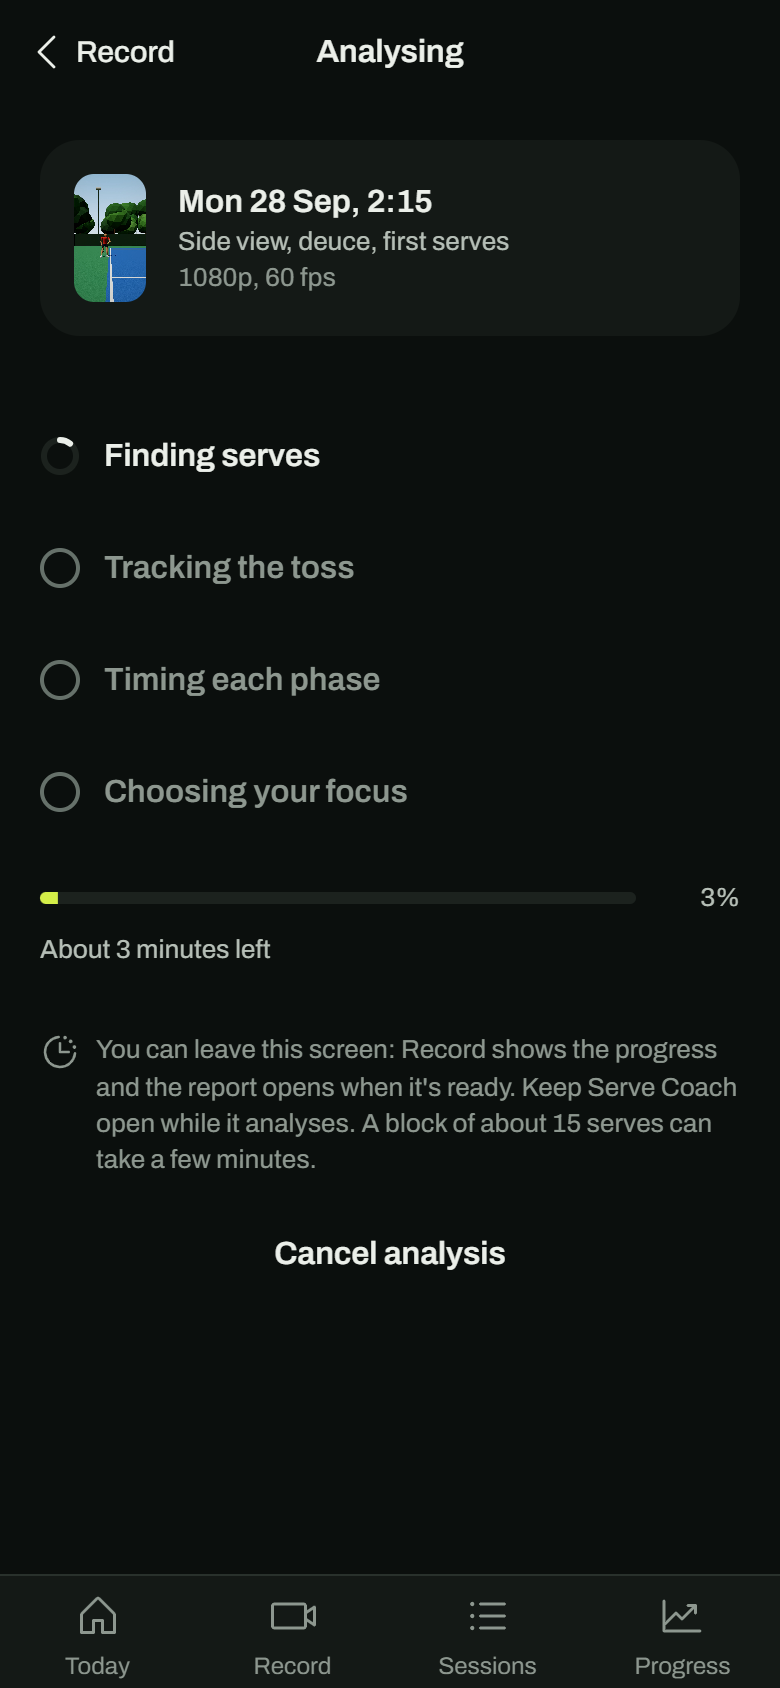 Record
Analysing
Mon 28 Sep, 2:15
Side view, deuce, first serves
1080p, 60 fps
Finding serves
Tracking the toss
Timing each phase
Choosing your focus
3%
About 3 minutes left
You can leave this screen: Record shows the progress
and the report opens when it's ready. Keep Serve Coach
open while it analyses. A block of about 15 serves can
take a few minutes.
Cancel analysis
Today
Record
Sessions
Progress